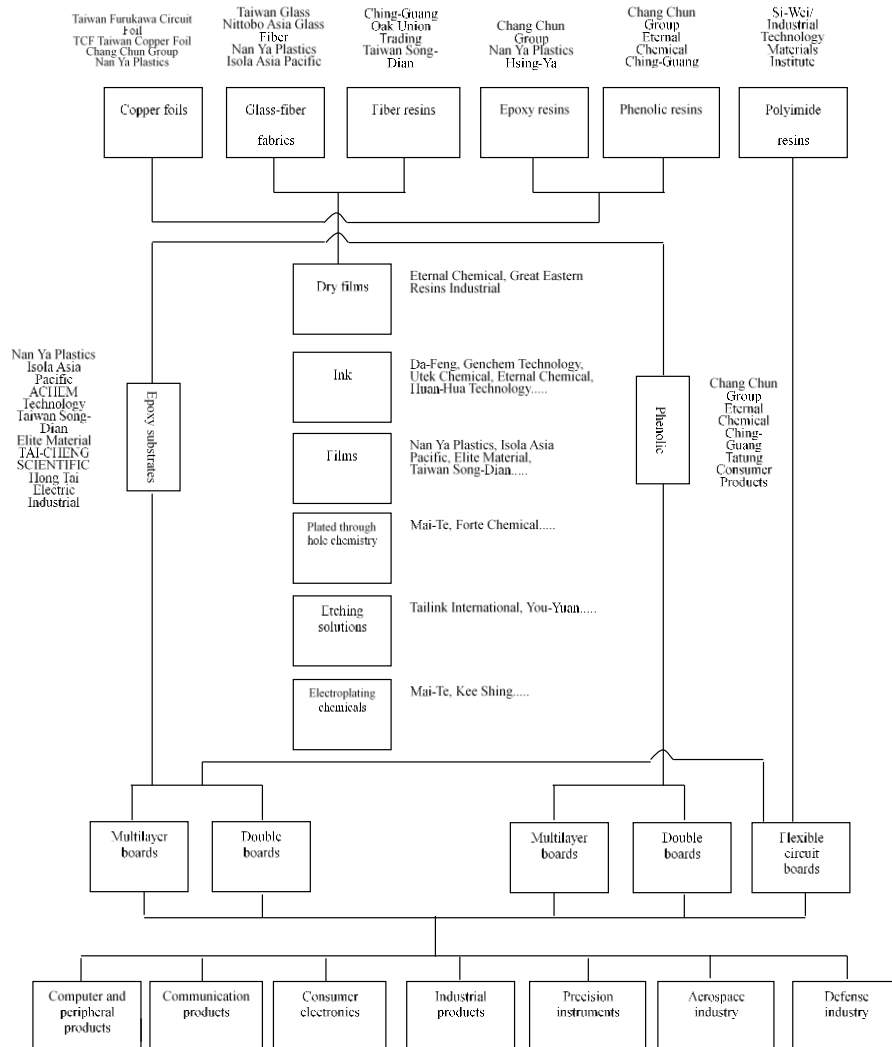 Taiwan Furukawa Circuit
Foil
TCF Taiwan Copper Foil
Chang Chun Group
Nan Ya Plastics
Taiwan Glass
Nittobo Asia Glass
Fiber
Nan Ya Plastics
Isola Asia Pacific
Ching-Guang
Oak Union
Trading
Taiwan Song-
Dian
Chang Chun
Group
Nan Ya Plastics
Hsing-Ya
Chang Chun
Group
Eternal
Chemical
Ching-Guang
Si-Wei/
Industrial
Technology
Materials
Institute
Copper foils
Glass-fiber
fabrics
Fiber resins
Epoxy resins
Phenolic resins
Polyimide
resins
Dry films
Eternal Chemical, Great Eastern
Resins Industrial
Ink
Da-Feng, Genchem Technology,
Utek Chemical, Eternal Chemical,
Huan-Hua Technology.....
Films
Nan Ya Plastics, Isola Asia
Pacific, Elite Material,
Taiwan Song-Dian.....
Plated through
hole chemistry
Mai-Te, Forte Chemical.....
Etching
solutions
Tailink International, You-Yuan.....
Electroplating
chemicals
Mai-Te, Kee Shing.....
Nan Ya Plastics
Isola Asia
Pacific
ACHEM
Technology
Taiwan Song-
Dian
Elite Material
TAI-CHENG
SCIENTIFIC
Hong Tai
Electric
Industrial
Epoxy substrates
Phenolic
Chang Chun
Group
Eternal
Chemical
Ching-
Guang
Tatung
Consumer
Products
Multilayer
boards
Double
boards
Multilayer
boards
Double
boards
Flexible
circuit
boards
Computer and
peripheral
products
Communication
products
Consumer
electronics
Industrial
products
Precision
instruments
Aerospace
industry
Defense
industry